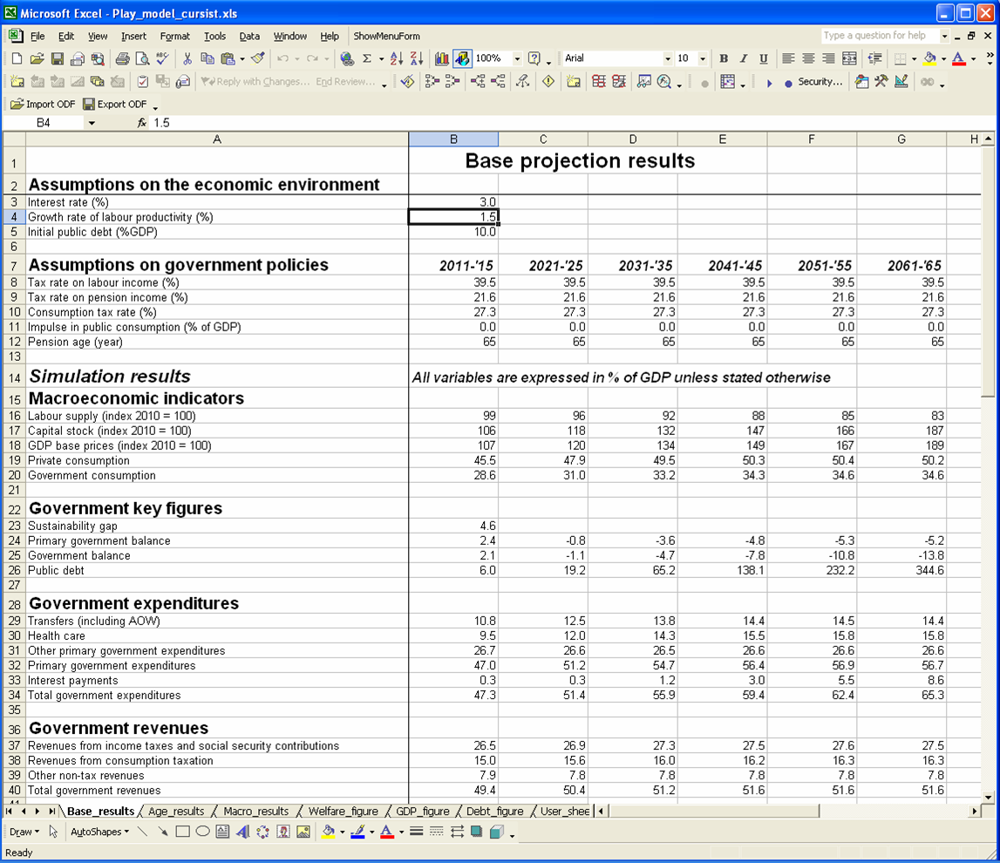 Microsoft Excel - Play_model_cursist.xls
File Edit View Insert Format Tools Data Window Help ShowMenuForm Type a question for help
100% Arial 10 B I U
Reply with Changes... End Review... Security...
Import ODF Export ODF
B4 fx 1.5
A B C D E F G H
1 Base projection results
2 Assumptions on the economic environment
3 Interest rate (%) 3.0
4 Growth rate of labour productivity (%) 1.5
5 Initial public debt (%GDP) 10.0
6
7 Assumptions on government policies 2011-'15 2021-'25 2031-'35 2041-'45 2051-'55 2061-'65
8 Tax rate on labour income (%) 39.5 39.5 39.5 39.5 39.5 39.5
9 Tax rate on pension income (%) 21.6 21.6 21.6 21.6 21.6 21.6
10 Consumption tax rate (%) 27.3 27.3 27.3 27.3 27.3 27.3
11 Impulse in public consumption (% of GDP) 0.0 0.0 0.0 0.0 0.0 0.0
12 Pension age (year) 65 65 65 65 65 65
13
14 Simulation results All variables are expressed in % of GDP unless stated otherwise
15 Macroeconomic indicators
16 Labour supply (index 2010 = 100) 99 96 92 88 85 83
17 Capital stock (index 2010 = 100) 106 118 132 147 166 187
18 GDP base prices (index 2010 = 100) 107 120 134 149 167 189
19 Private consumption 45.5 47.9 49.5 50.3 50.4 50.2
20 Government consumption 28.6 31.0 33.2 34.3 34.6 34.6
21
22 Government key figures
23 Sustainability gap 4.6
24 Primary government balance 2.4 -0.8 -3.6 -4.8 -5.3 -5.2
25 Government balance 2.1 -1.1 -4.7 -7.8 -10.8 -13.8
26 Public debt 6.0 19.2 65.2 138.1 232.2 344.6
27
28 Government expenditures
29 Transfers (including AOW) 10.8 12.5 13.8 14.4 14.5 14.4
30 Health care 9.5 12.0 14.3 15.5 15.8 15.8
31 Other primary government expenditures 26.7 26.6 26.5 26.6 26.6 26.6
32 Primary government expenditures 47.0 51.2 54.7 56.4 56.9 56.7
33 Interest payments 0.3 0.3 1.2 3.0 5.5 8.6
34 Total government expenditures 47.3 51.4 55.9 59.4 62.4 65.3
35
36 Government revenues
37 Revenues from income taxes and social security contributions 26.5 26.9 27.3 27.5 27.6 27.5
38 Revenues from consumption taxation 15.0 15.6 16.0 16.2 16.3 16.3
39 Other non-tax revenues 7.9 7.8 7.8 7.8 7.8 7.8
40 Total government revenues 49.4 50.4 51.2 51.6 51.6 51.6
Base_results Age_results Macro_results Welfare_figure GDP_figure Debt_figure User_shee
Draw AutoShapes
Ready